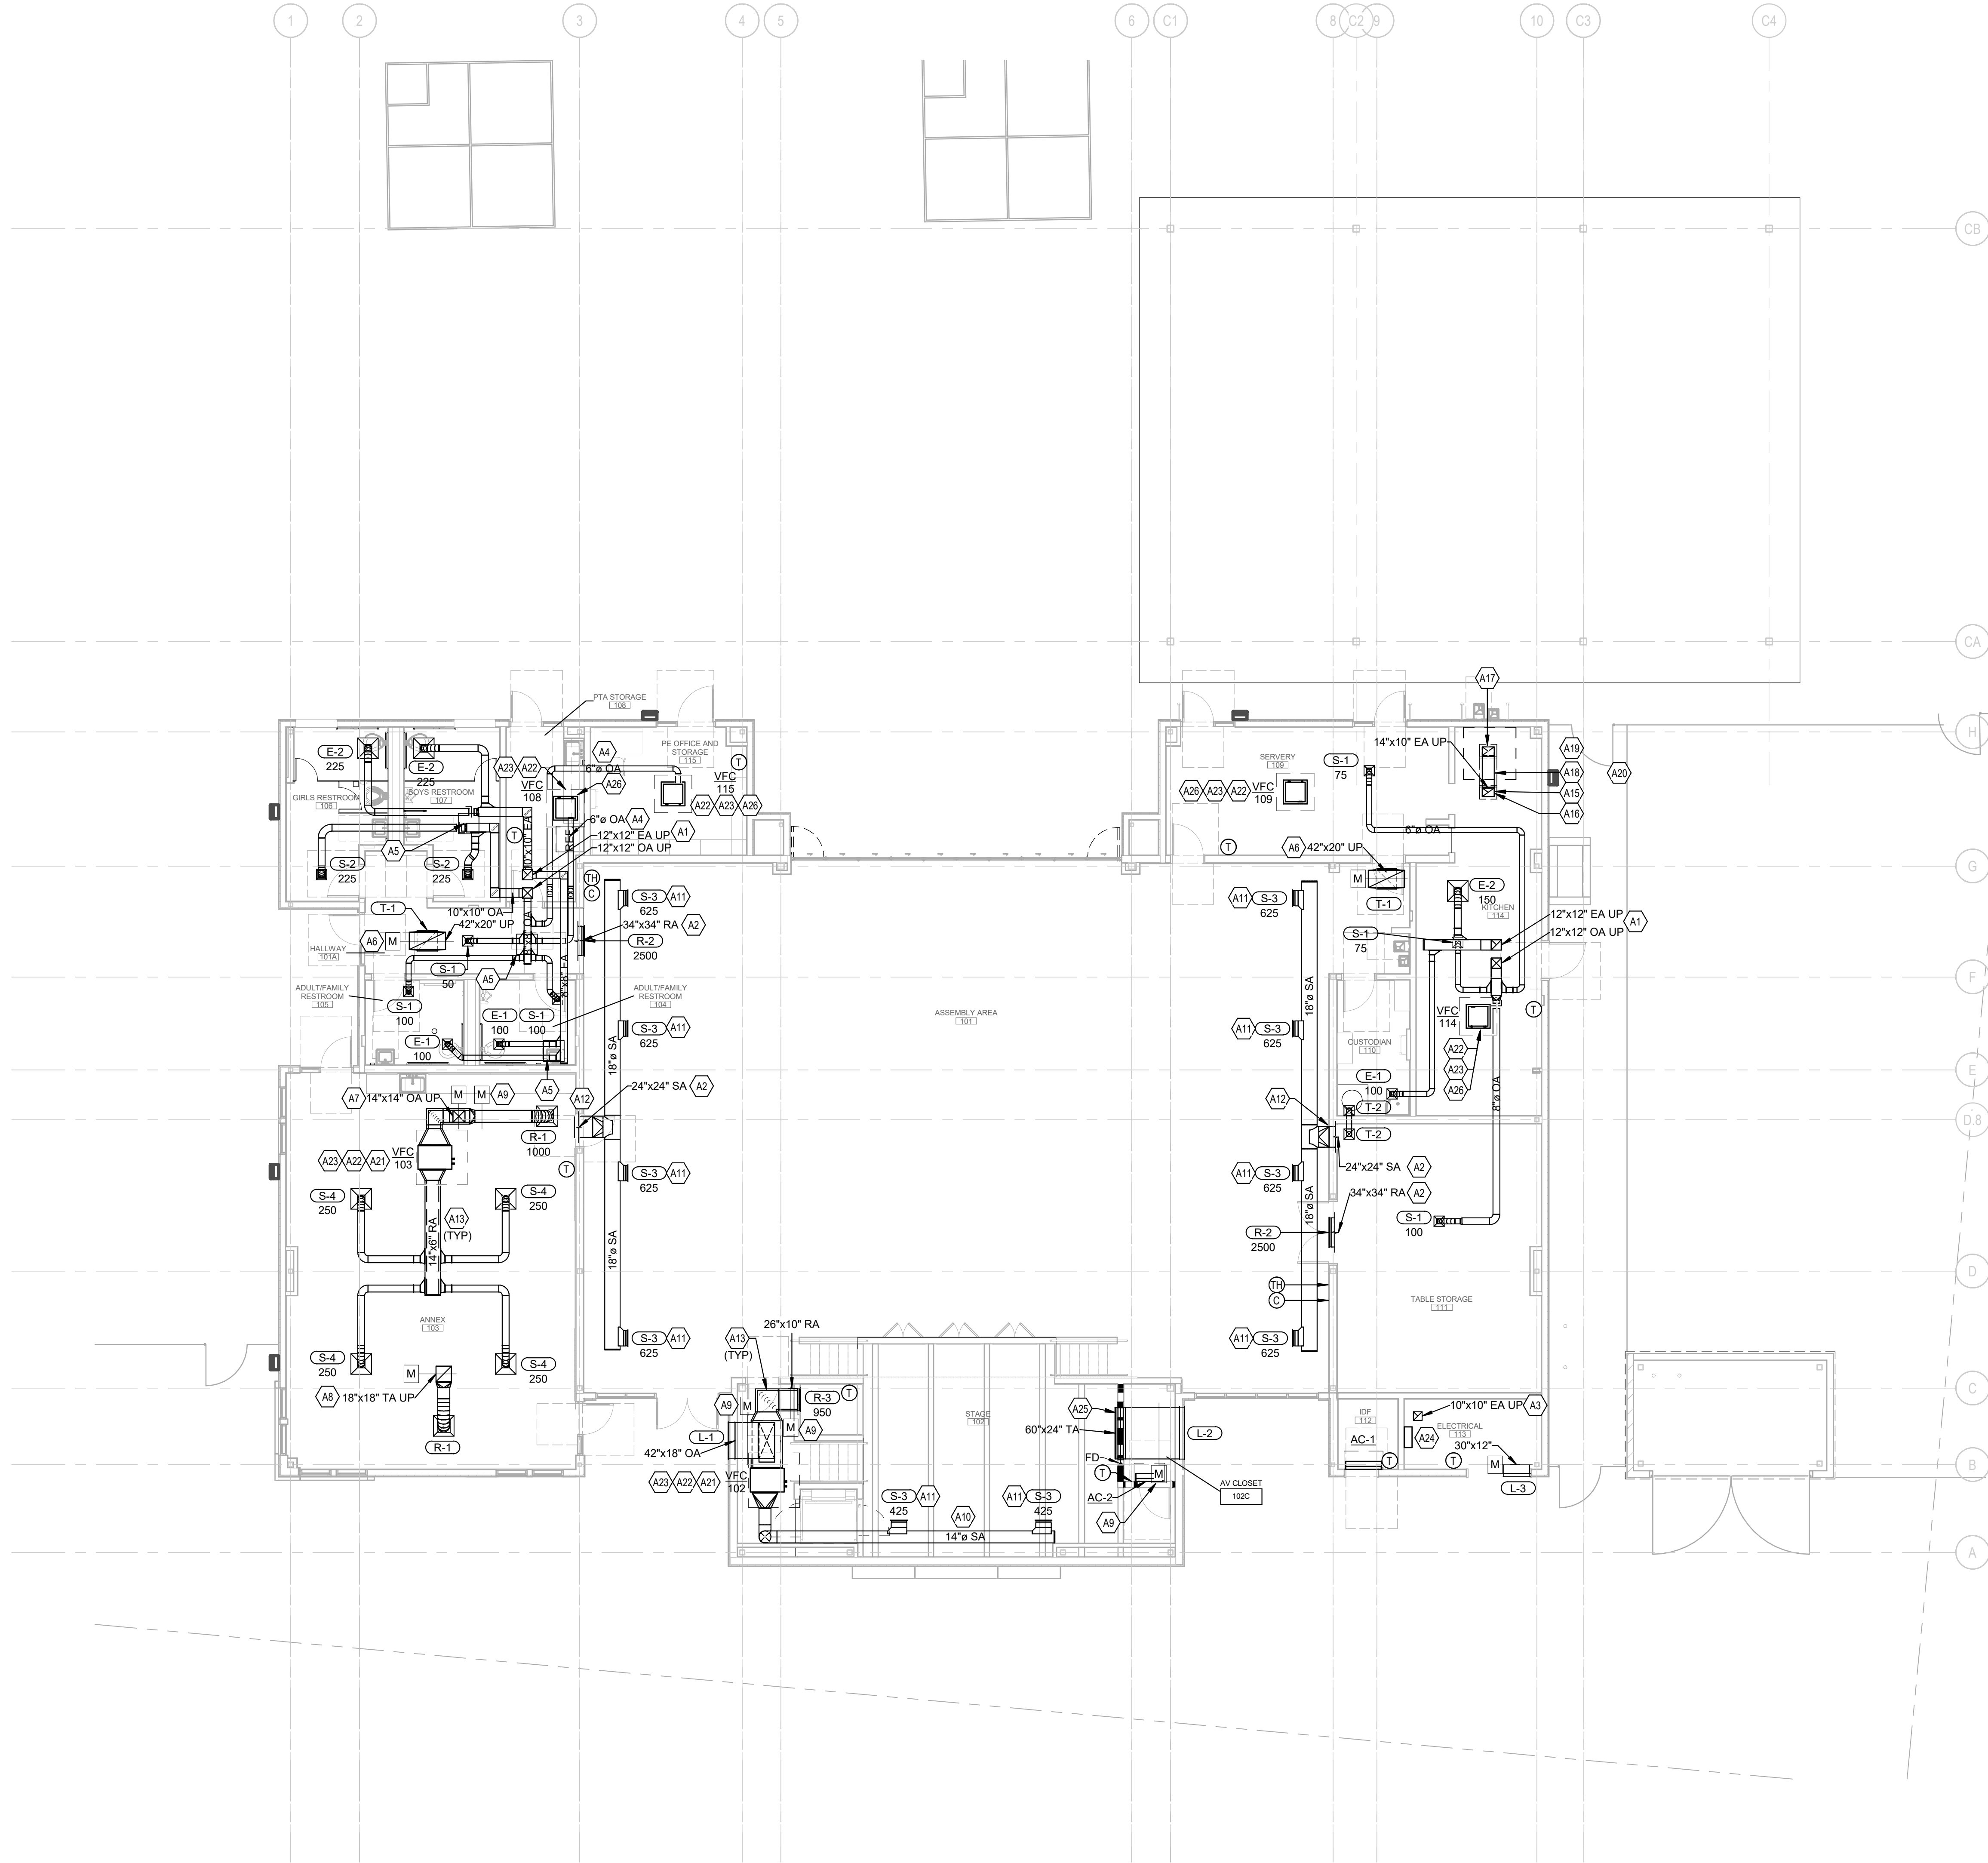 1
2
3
4
5
6
C1
8
C2
9
10
C3
C4
CB
CA
H
G
F
E
D.8
D
C
B
A
PTA STORAGE
108
PE OFFICE AND
STORAGE
115
A4
6"ø OA
T
VFC
115
A22
A23
A26
E-2
225
E-2
225
A23
A22
VFC
108
A26
GIRLS RESTROOM
106
BOYS RESTROOM
107
6"ø OA
A4
REF
12"x12" EA UP
A1
12"x12" OA UP
10"x10" EA
T
A5
S-2
225
S-2
225
TH
C
T-1
10"x10" OA
42"x20" UP
A6
M
HALLWAY
101A
S-1
50
A5
8"x8" EA
34"x34" RA
A2
R-2
2500
ADULT/FAMILY
RESTROOM
105
S-1
100
E-1
100
S-1
100
ADULT/FAMILY
RESTROOM
104
E-1
100
A7
14"x14" OA UP
M
M
A9
A5
A12
24"x24" SA
A2
R-1
1000
T
A23
A22
A21
VFC
103
S-4
250
S-4
250
A13
(TYP)
14"x6" RA
ANNEX
103
S-4
250
S-4
250
M
A8
18"x18" TA UP
R-1
S-3
A11
625
S-3
A11
625
18"ø SA
S-3
A11
625
18"ø SA
S-3
A11
625
ASSEMBLY AREA
101
A11
S-3
625
A11
S-3
625
18"ø SA
A11
S-3
625
18"ø SA
A11
S-3
625
A12
24"x24" SA
A2
34"x34" RA
A2
R-2
2500
TH
C
SERVERY
109
S-1
75
A26
A23
A22
VFC
109
T
A6
42"x20" UP
M
T-1
A17
14"x10" EA UP
A19
A18
A20
A15
A16
6"ø OA
E-2
150
KITCHEN
114
12"x12" EA UP
A1
12"x12" OA UP
S-1
75
VFC
114
T
A22
A23
A26
8"ø OA
CUSTODIAN
110
E-1
100
T-2
T-2
S-1
100
TABLE STORAGE
111
26"x10" RA
A13
(TYP)
R-3
950
T
A9
M
M
A9
L-1
42"x18" OA
A23
A22
A21
VFC
102
STAGE
102
S-3
A11
425
A11
S-3
425
A10
14"ø SA
A25
60"x24" TA
L-2
FD
T
M
AC-2
A9
AV CLOSET
102C
IDF
112
AC-1
T
10"x10" EA UP
A3
ELECTRICAL
113
A24
30"x12"
T
M
L-3